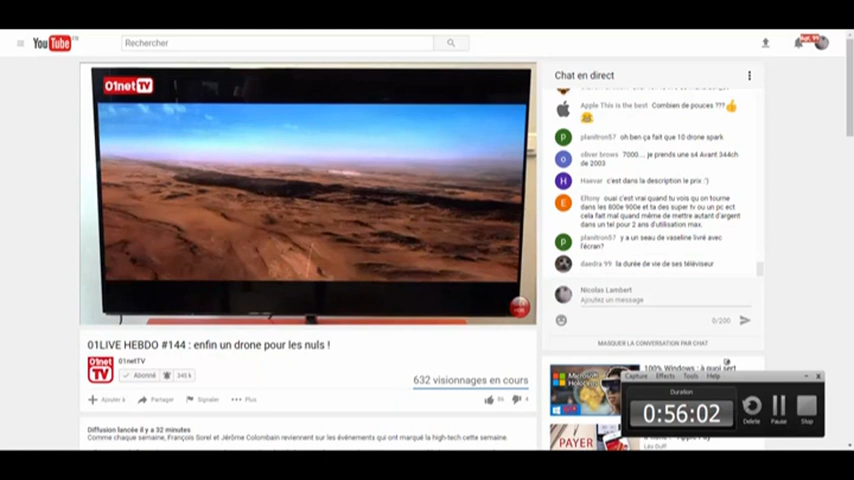 YouTube
Rechercher
01net TV
Chat en direct
Apple This is the best Combien de pouces ???
planitron57 oh ben ça fait que 10 drone spark
oliver brows 7000.... je prends une s4 Avant 344ch
de 2003
Haevar c'est dans la description le prix :')
Eltony ouai c'est vrai quand tu vois qu on tourne
dans les 800e 900e et ta des super tv ou un pc ect
cela fait mal quand même de mettre autant d'argent
dans un tel pour 2 ans d'utilisation max.
planitron57 y a un seau de vaseline livré avec
l'écran?
daedra 99 la durée de vie de ses téléviseur
Nicolas Lambert
Ajoutez un message
0/200
MASQUER LA CONVERSATION PAR CHAT
01LIVE HEBDO #144 : enfin un drone pour les nuls !
01net TV
01netTV
Abonné 345 k
632 visionnages en cours
Ajouter à Partager Signaler Plus
Diffusion lancée il y a 32 minutes
Comme chaque semaine, François Sorel et Jérôme Colombain reviennent sur les événements qui ont marqué la high-tech cette semaine.
Microsoft
100% Windows : à quoi sert
PAYER
Capture Effects Tools Help
Duration
0:56:02
Delete Pause Stop